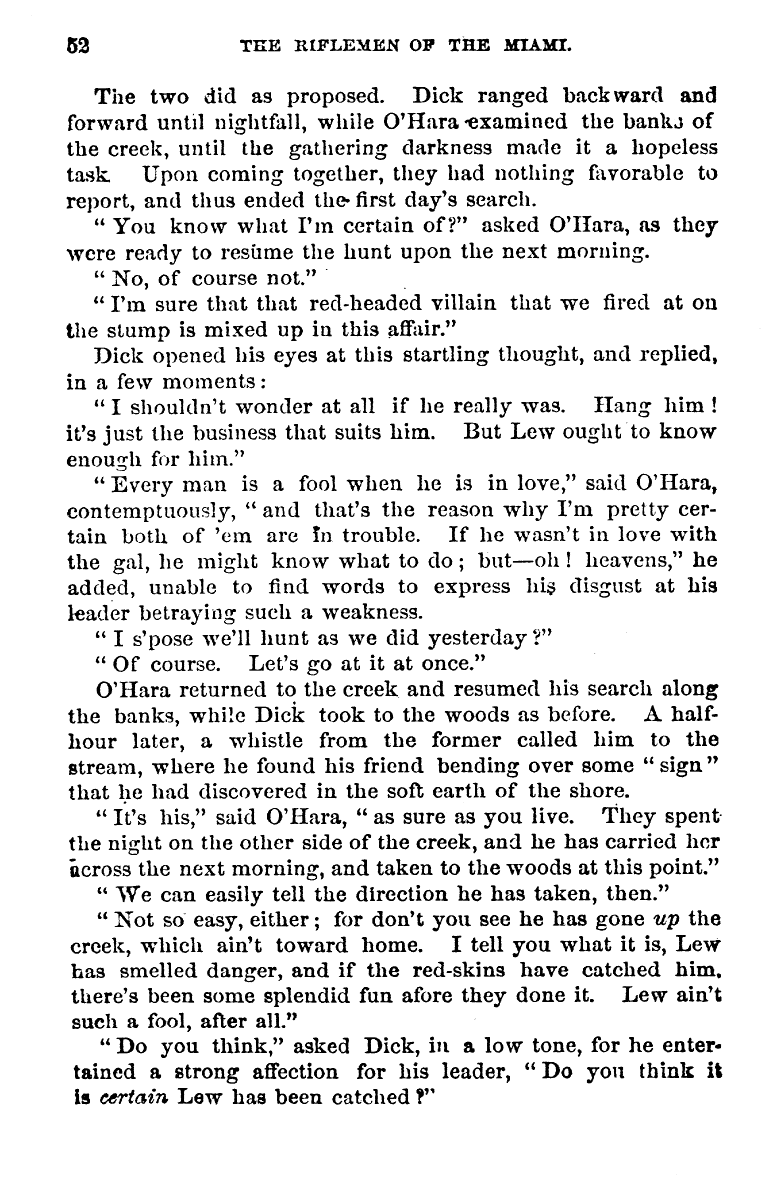 52 THE RIFLEMEN OF THE MIAMI.
The two did as proposed. Dick ranged backward and
forward until nightfall, while O'Hara examined the banks of
the creek, until the gathering darkness made it a hopeless
task. Upon coming together, they had nothing favorable to
report, and thus ended the first day's search.
" You know what I'm certain of?" asked O'Hara, as they
were ready to resume the hunt upon the next morning.
" No, of course not."
" I'm sure that that red-headed villain that we fired at on
the stump is mixed up in this affair."
Dick opened his eyes at this startling thought, and replied,
in a few moments :
" I shouldn't wonder at all if he really was. Hang him !
it's just the business that suits him. But Lew ought to know
enough for him."
" Every man is a fool when he is in love," said O'Hara,
contemptuously, " and that's the reason why I'm pretty cer-
tain both of 'em are in trouble. If he wasn't in love with
the gal, he might know what to do ; but—oh ! heavens," he
added, unable to find words to express his disgust at his
leader betraying such a weakness.
" I s'pose we'll hunt as we did yesterday ?"
" Of course. Let's go at it at once."
O'Hara returned to the creek and resumed his search along
the banks, while Dick took to the woods as before. A half-
hour later, a whistle from the former called him to the
stream, where he found his friend bending over some " sign "
that he had discovered in the soft earth of the shore.
" It's his," said O'Hara, " as sure as you live. They spent
the night on the other side of the creek, and he has carried her
across the next morning, and taken to the woods at this point."
" We can easily tell the direction he has taken, then."
" Not so easy, either ; for don't you see he has gone up the
creek, which ain't toward home. I tell you what it is, Lew
has smelled danger, and if the red-skins have catched him,
there's been some splendid fun afore they done it. Lew ain't
such a fool, after all."
" Do you think," asked Dick, in a low tone, for he enter-
tained a strong affection for his leader, " Do you think it
is certain Lew has been catched ?"